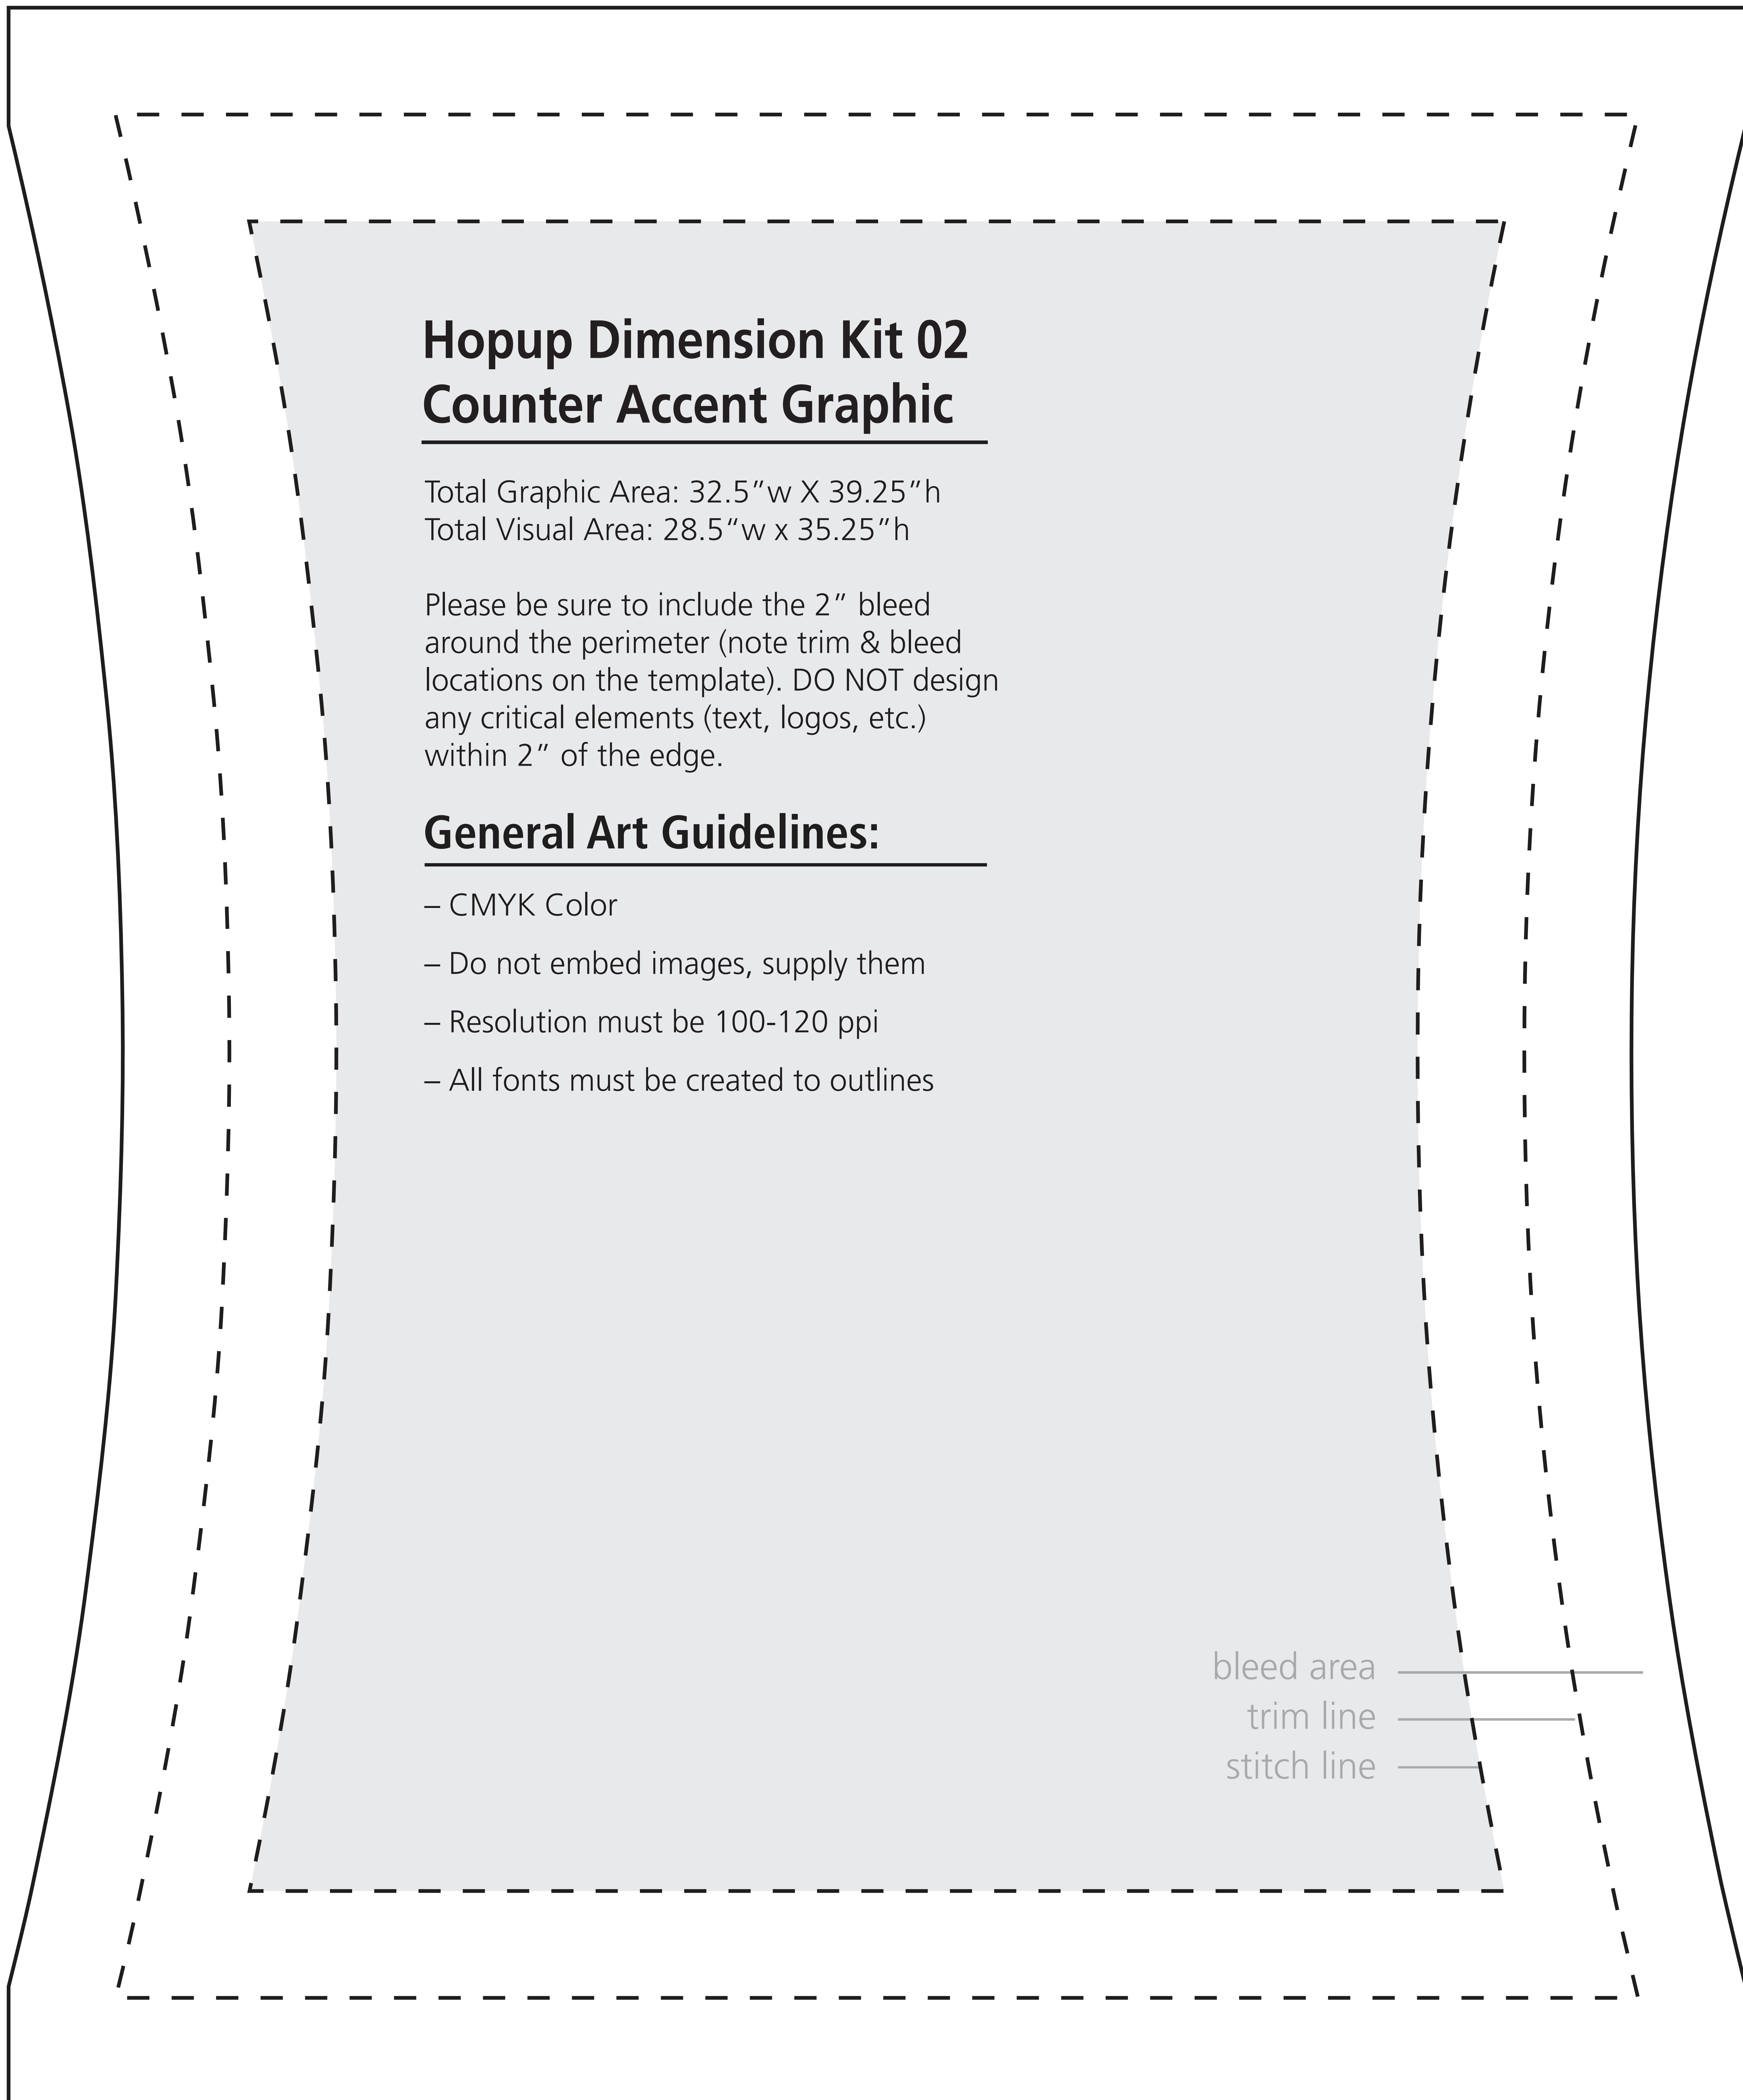 Hopup Dimension Kit 02
Counter Accent Graphic
Total Graphic Area: 32.5”w X 39.25”h
Total Visual Area: 28.5“w x 35.25”h
Please be sure to include the 2” bleed
around the perimeter (note trim & bleed
locations on the template). DO NOT design
any critical elements (text, logos, etc.)
within 2” of the edge.
General Art Guidelines:
– CMYK Color
– Do not embed images, supply them
– Resolution must be 100-120 ppi
– All fonts must be created to outlines
bleed area
trim line
stitch line